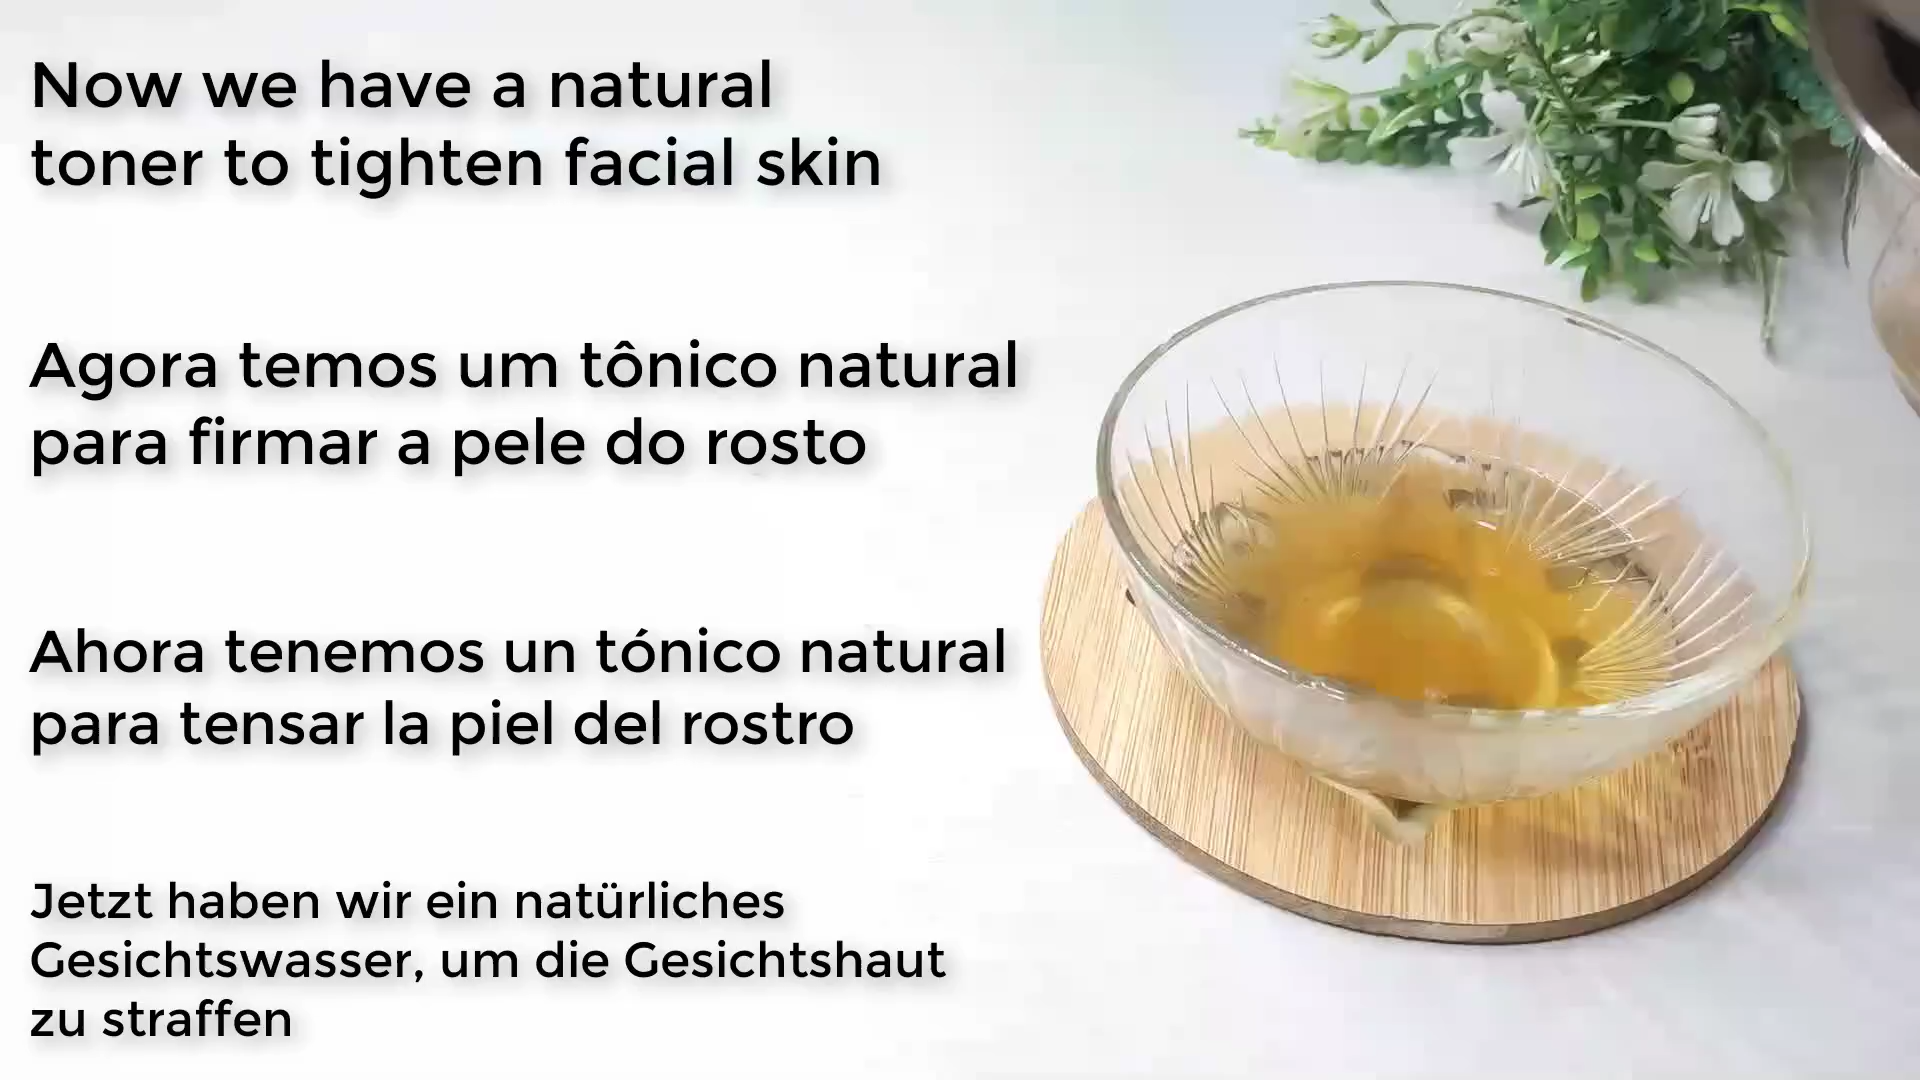 Now we have a natural
toner to tighten facial skin
Agora temos um tônico natural
para firmar a pele do rosto
Ahora tenemos un tónico natural
para tensar la piel del rostro
Jetzt haben wir ein natürliches
Gesichtswasser, um die Gesichtshaut
zu straffen